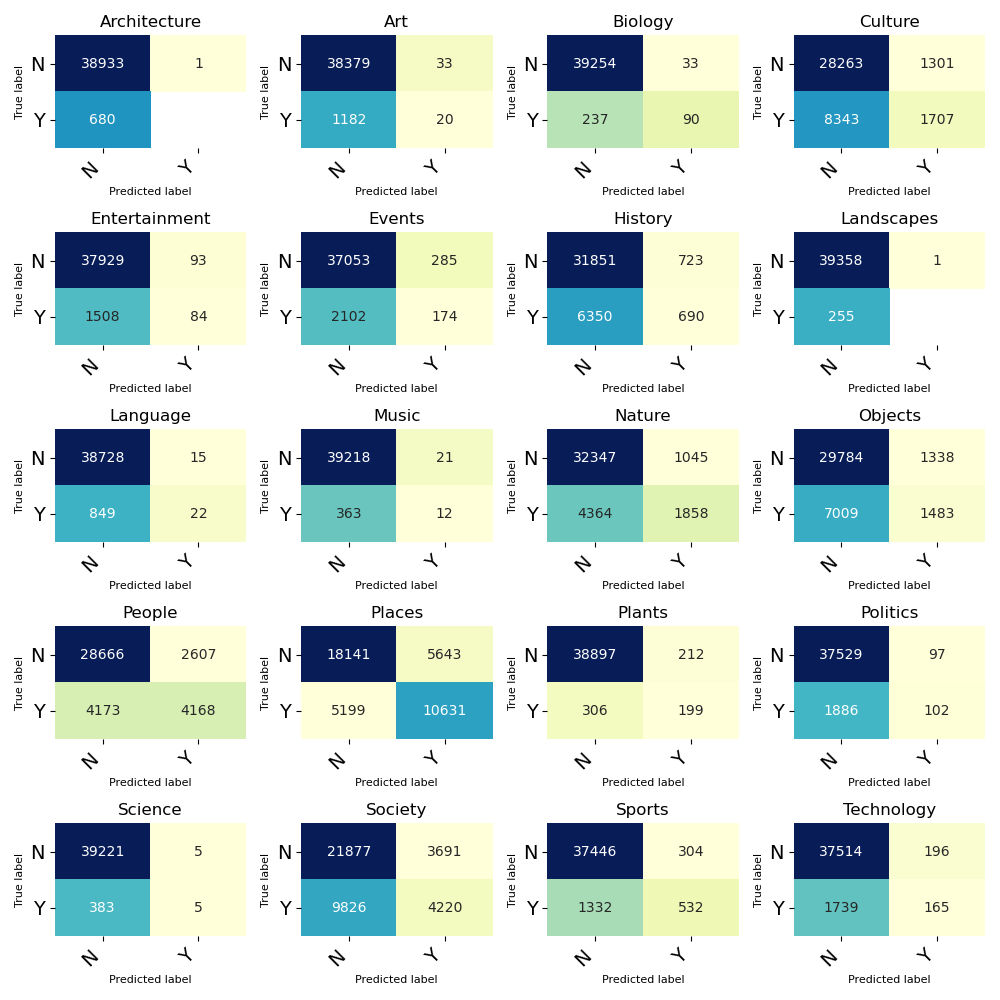 Architecture
True label
N 38933 1
Y 680
N Y
Predicted label
Art
True label
N 38379 33
Y 1182 20
N Y
Predicted label
Biology
True label
N 39254 33
Y 237 90
N Y
Predicted label
Culture
True label
N 28263 1301
Y 8343 1707
N Y
Predicted label
Entertainment
True label
N 37929 93
Y 1508 84
N Y
Predicted label
Events
True label
N 37053 285
Y 2102 174
N Y
Predicted label
History
True label
N 31851 723
Y 6350 690
N Y
Predicted label
Landscapes
True label
N 39358 1
Y 255
N Y
Predicted label
Language
True label
N 38728 15
Y 849 22
N Y
Predicted label
Music
True label
N 39218 21
Y 363 12
N Y
Predicted label
Nature
True label
N 32347 1045
Y 4364 1858
N Y
Predicted label
Objects
True label
N 29784 1338
Y 7009 1483
N Y
Predicted label
People
True label
N 28666 2607
Y 4173 4168
N Y
Predicted label
Places
True label
N 18141 5643
Y 5199 10631
N Y
Predicted label
Plants
True label
N 38897 212
Y 306 199
N Y
Predicted label
Politics
True label
N 37529 97
Y 1886 102
N Y
Predicted label
Science
True label
N 39221 5
Y 383 5
N Y
Predicted label
Society
True label
N 21877 3691
Y 9826 4220
N Y
Predicted label
Sports
True label
N 37446 304
Y 1332 532
N Y
Predicted label
Technology
True label
N 37514 196
Y 1739 165
N Y
Predicted label